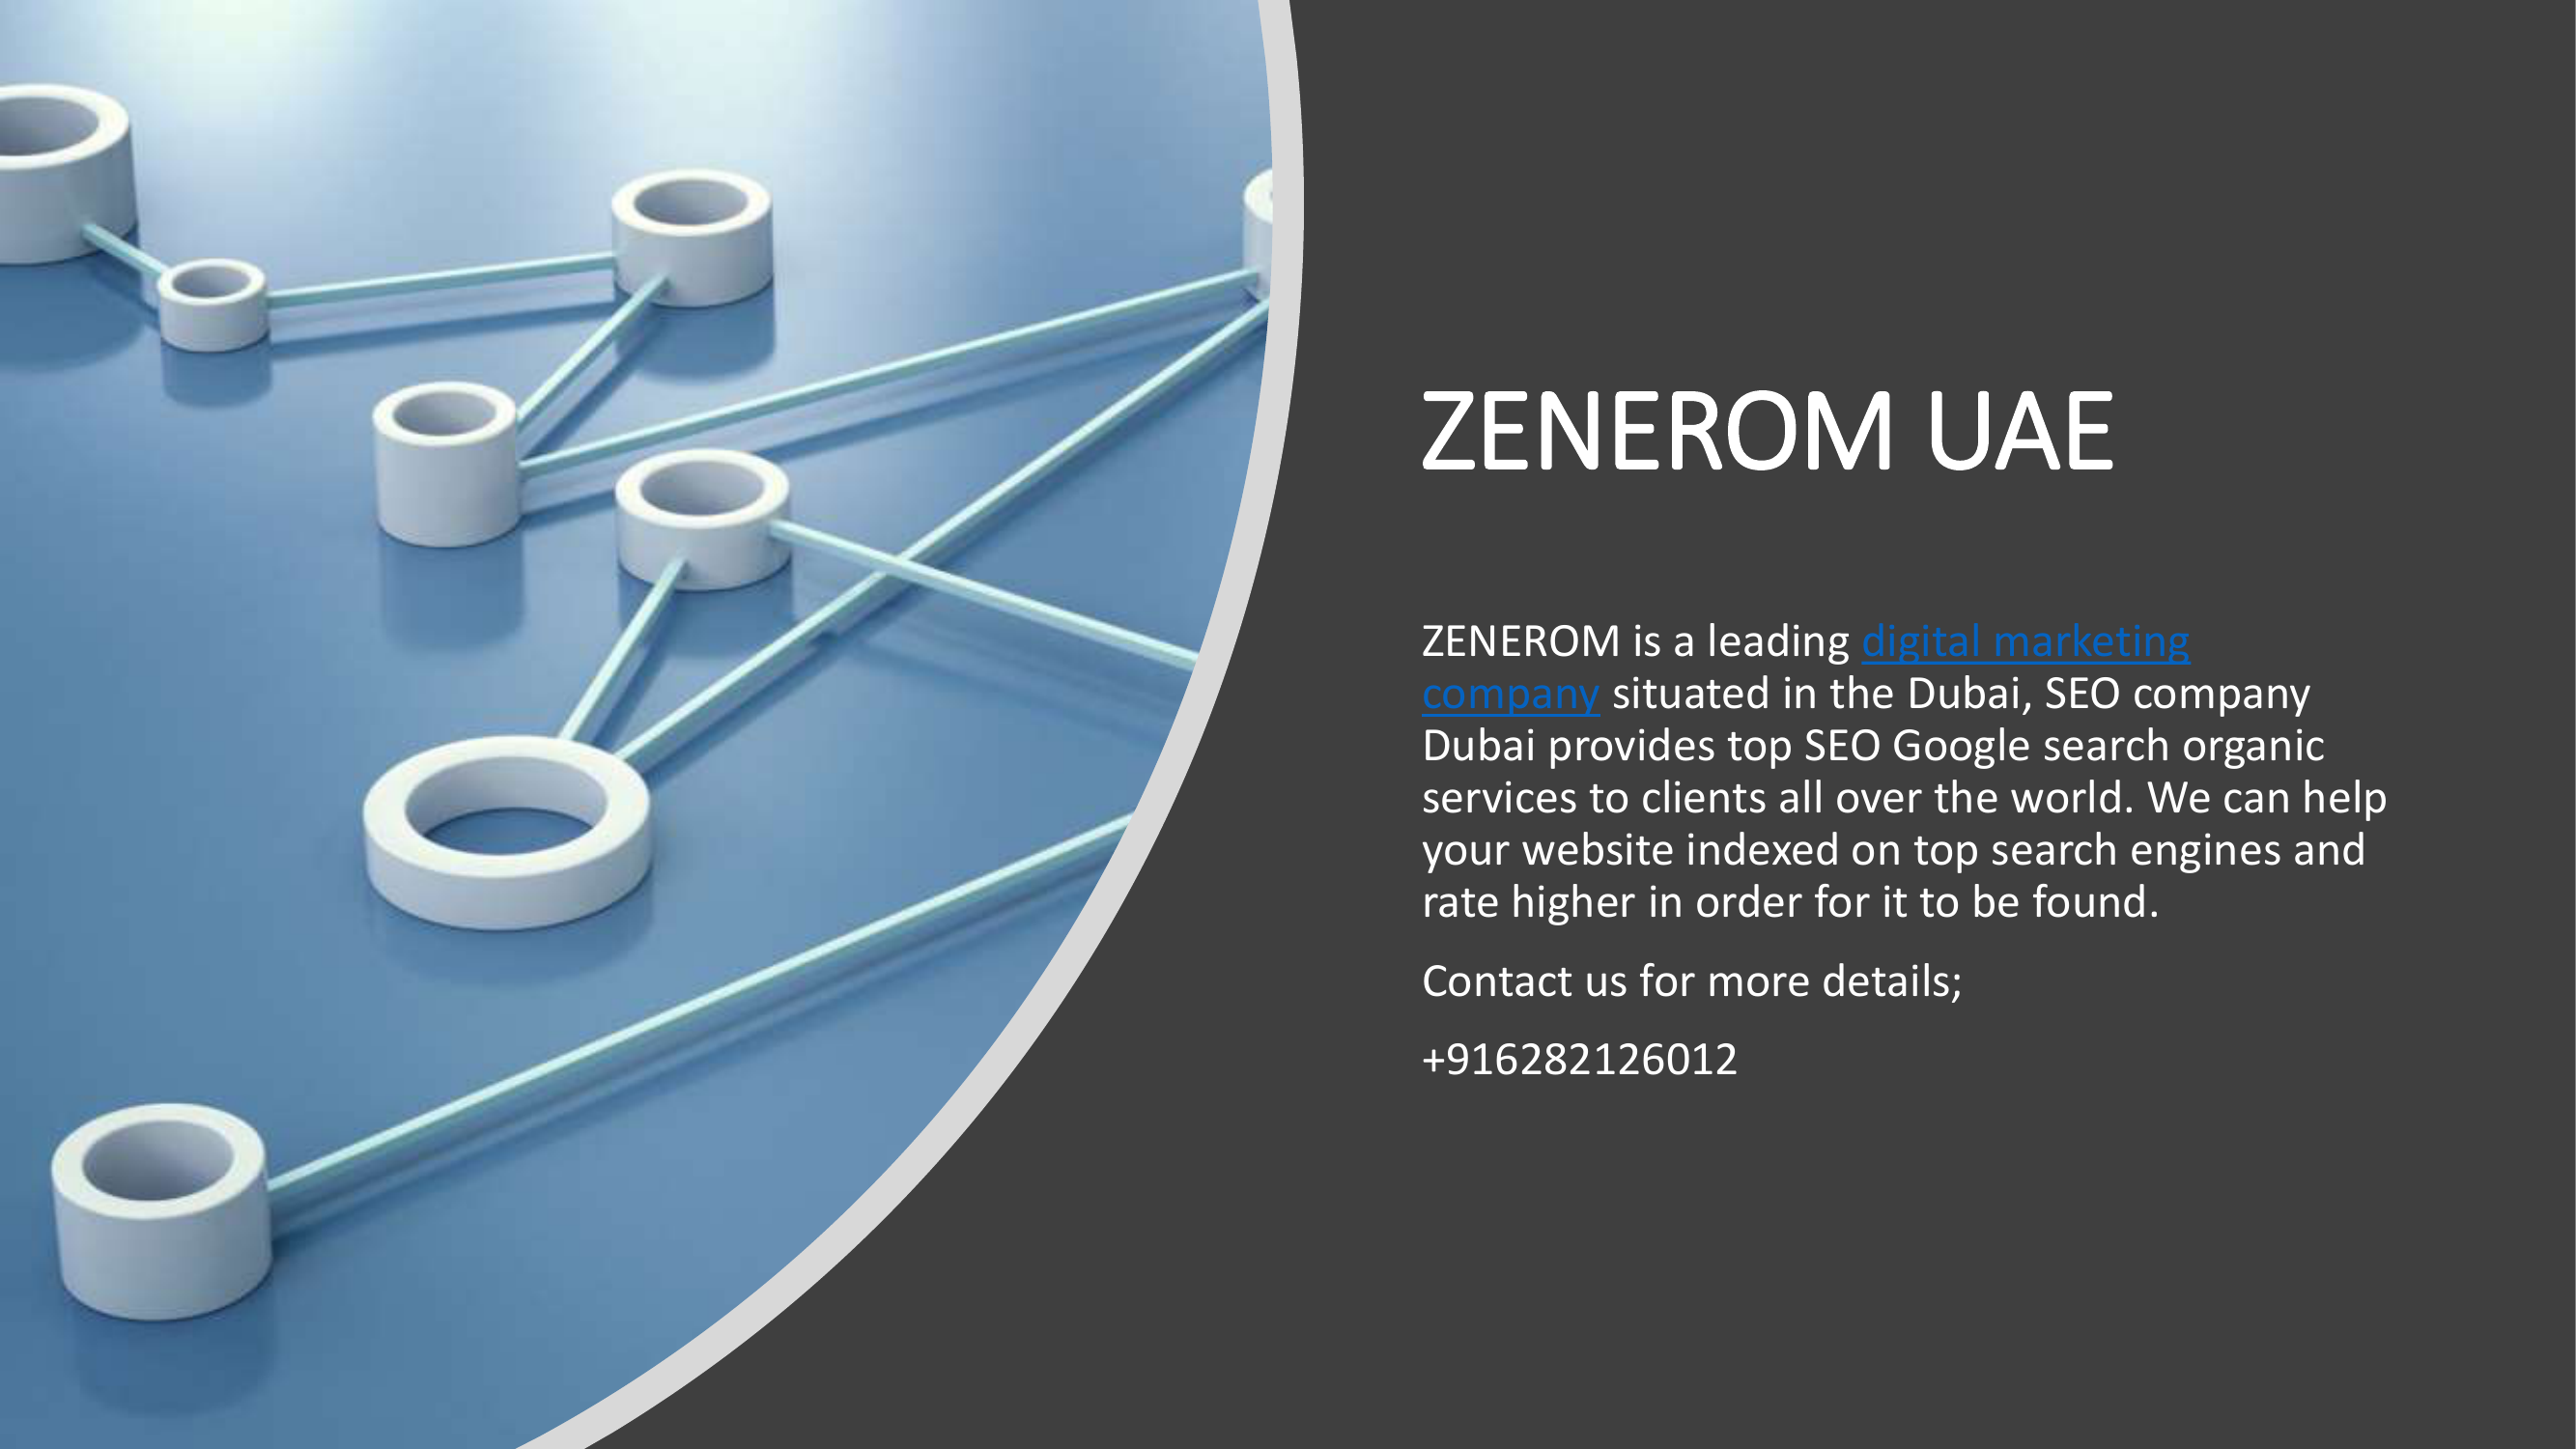 ZENEROM UAE
ZENEROM is a leading digital marketing
company situated in the Dubai, SEO company
Dubai provides top SEO Google search organic
services to clients all over the world. We can help
your website indexed on top search engines and
rate higher in order for it to be found.
Contact us for more details;
+916282126012